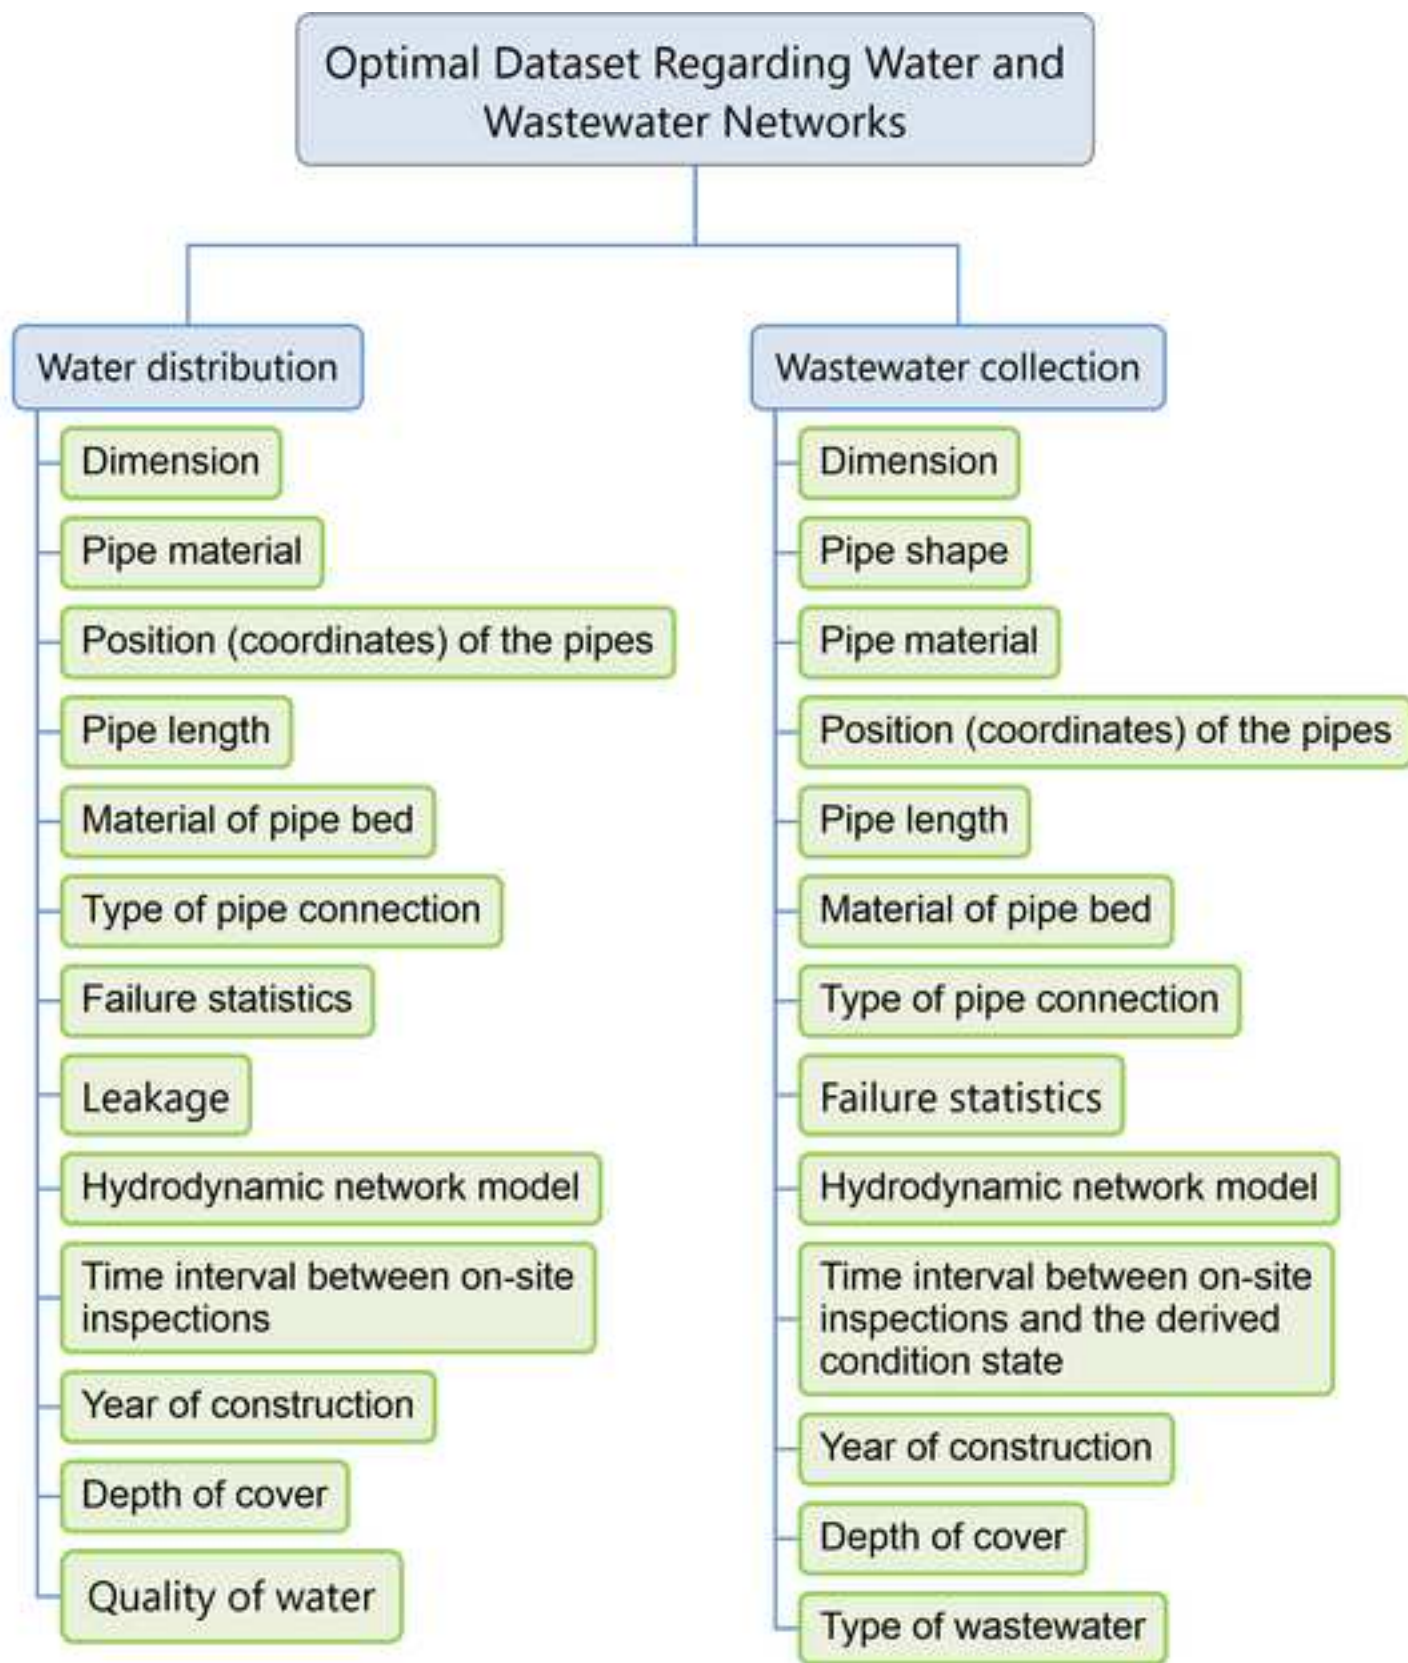 Optimal Dataset Regarding Water and
Wastewater Networks
Water distribution
Dimension
Pipe material
Position (coordinates) of the pipes
Pipe length
Material of pipe bed
Type of pipe connection
Failure statistics
Leakage
Hydrodynamic network model
Time interval between on-site
inspections
Year of construction
Depth of cover
Quality of water
Wastewater collection
Dimension
Pipe shape
Pipe material
Position (coordinates) of the pipes
Pipe length
Material of pipe bed
Type of pipe connection
Failure statistics
Hydrodynamic network model
Time interval between on-site
inspections and the derived
condition state
Year of construction
Depth of cover
Type of wastewater